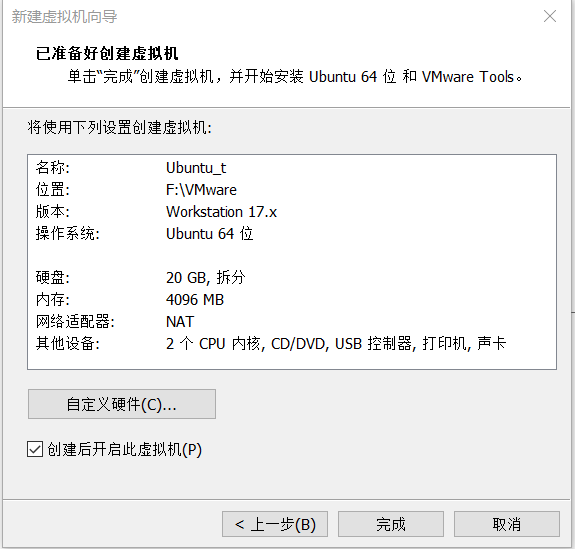 新建虚拟机向导
已准备好创建虚拟机
单击“完成”创建虚拟机，并开始安装 Ubuntu 64 位 和 VMware Tools。
将使用下列设置创建虚拟机:
名称: Ubuntu_t
位置: F:\VMware
版本: Workstation 17.x
操作系统: Ubuntu 64 位
硬盘: 20 GB, 拆分
内存: 4096 MB
网络适配器: NAT
其他设备: 2 个 CPU 内核, CD/DVD, USB 控制器, 打印机, 声卡
自定义硬件(C)...
创建后开启此虚拟机(P)
< 上一步(B) 完成 取消